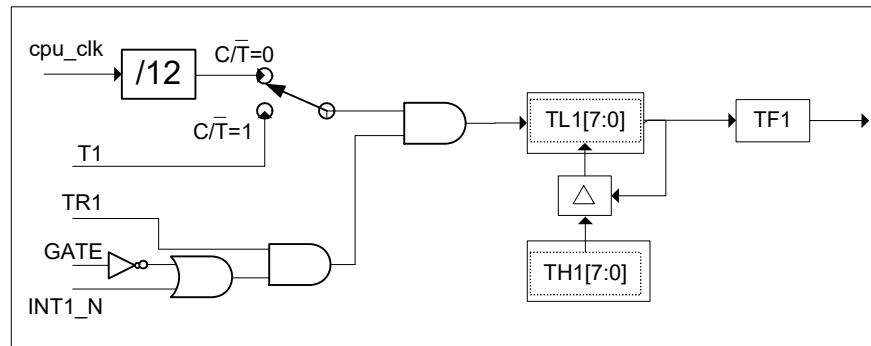 cpu_clk
/12
C/T̅=0
C/T̅=1
T1
TR1
GATE
INT1_N
TL1[7:0]
TF1
△
TH1[7:0]